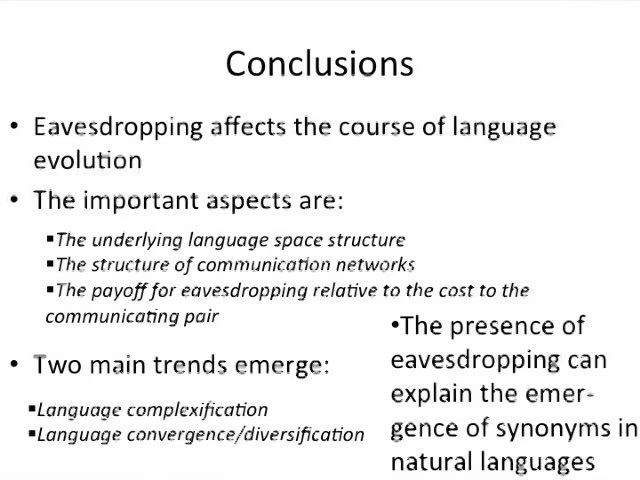 Conclusions
• Eavesdropping affects the course of language
evolution
• The important aspects are:
▪The underlying language space structure
▪The structure of communication networks
▪The payoff for eavesdropping relative to the cost to the
communicating pair
• Two main trends emerge:
▪Language complexification
▪Language convergence/diversification
•The presence of
eavesdropping can
explain the emer-
gence of synonyms in
natural languages